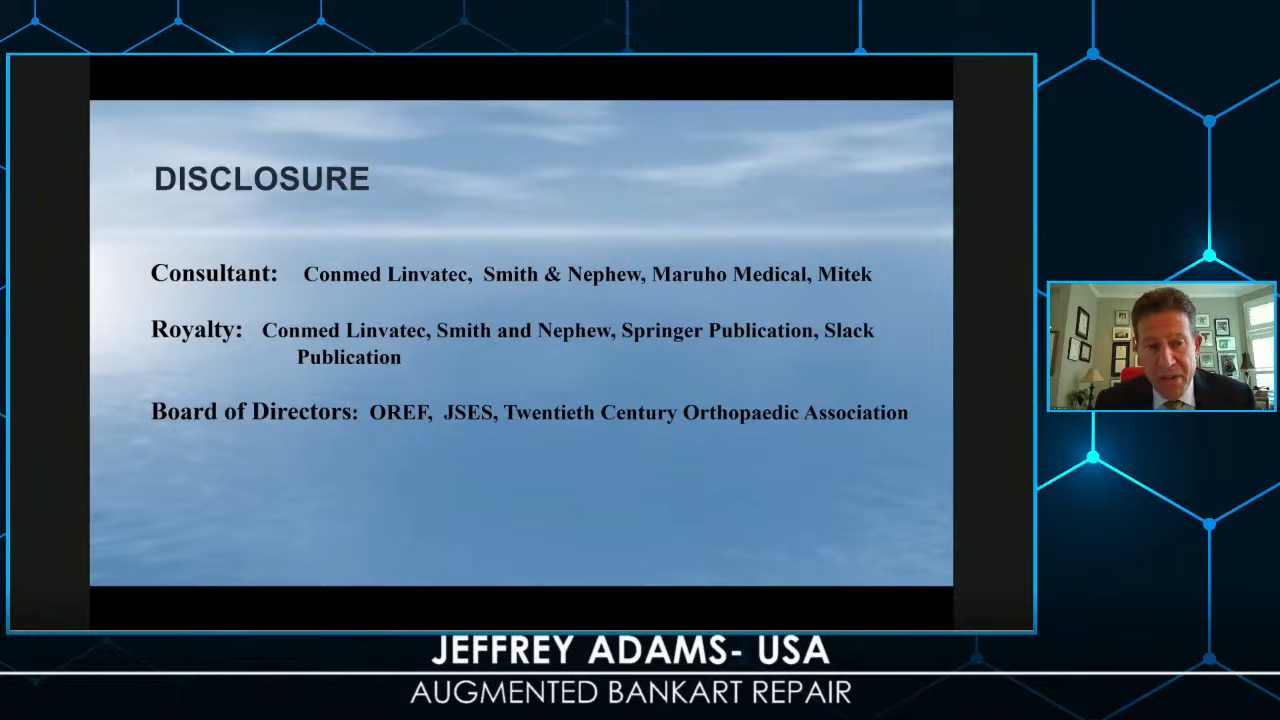 DISCLOSURE
Consultant: Conmed Linvatec, Smith & Nephew, Maruho Medical, Mitek
Royalty: Conmed Linvatec, Smith and Nephew, Springer Publication, Slack
Publication
Board of Directors: OREF, JSES, Twentieth Century Orthopaedic Association
JEFFREY ADAMS- USA
AUGMENTED BANKART REPAIR